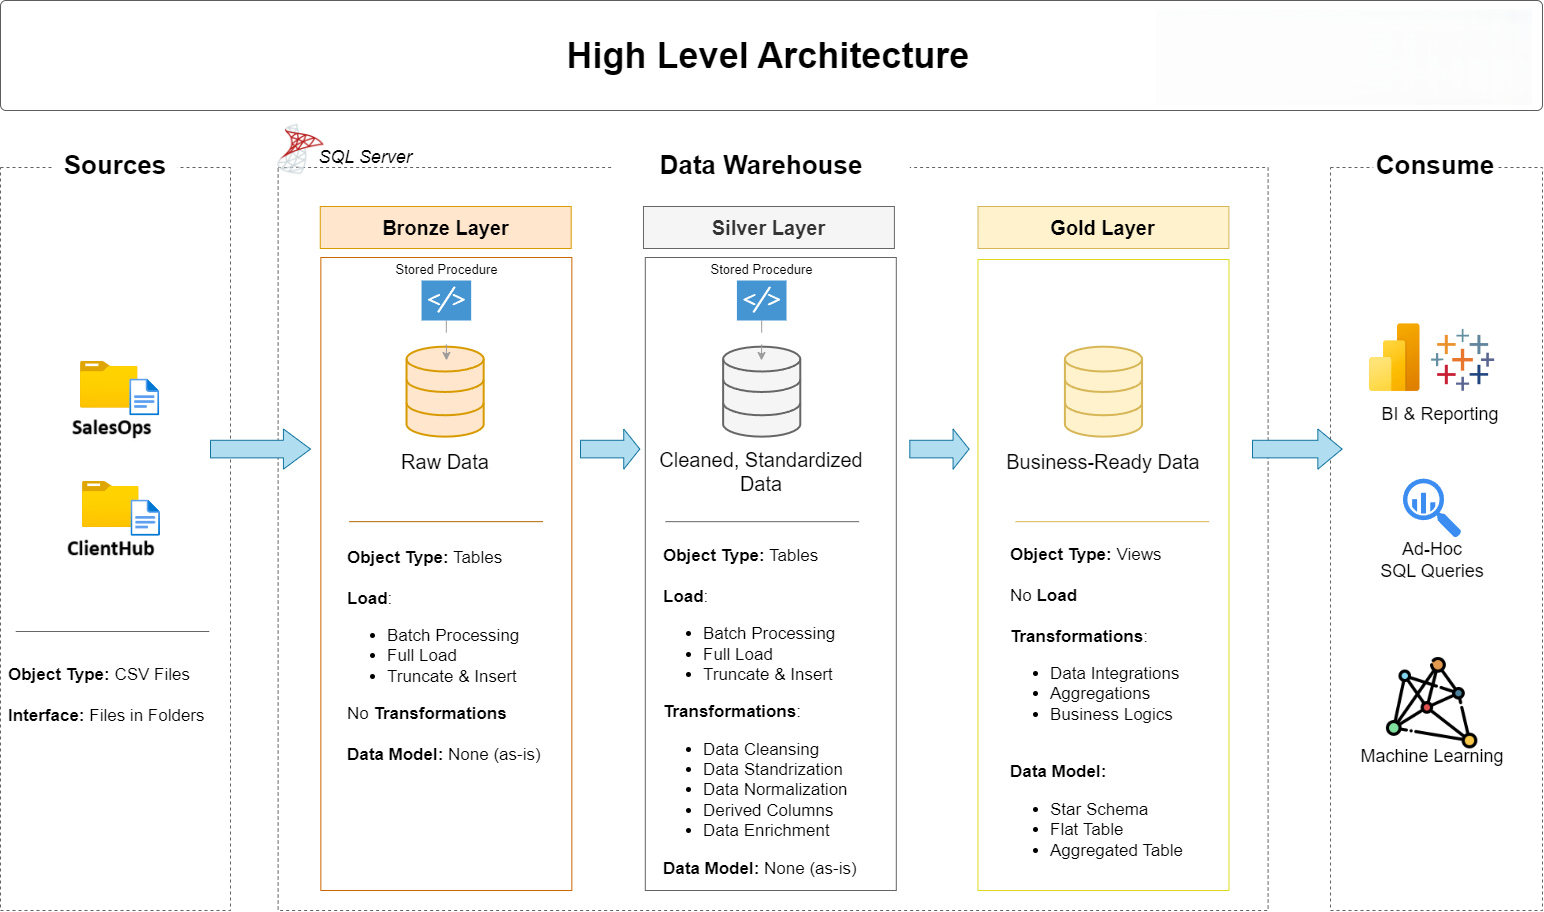 High Level Architecture
Sources
SalesOps
ClientHub
Object Type: CSV Files
Interface: Files in Folders
SQL Server
Data Warehouse
Bronze Layer
Stored Procedure
</>
Raw Data
Object Type: Tables
Load:
• Batch Processing
• Full Load
• Truncate & Insert
No Transformations
Data Model: None (as-is)
Silver Layer
Stored Procedure
</>
Cleaned, Standardized
Data
Object Type: Tables
Load:
• Batch Processing
• Full Load
• Truncate & Insert
Transformations:
• Data Cleansing
• Data Standrization
• Data Normalization
• Derived Columns
• Data Enrichment
Data Model: None (as-is)
Gold Layer
Business-Ready Data
Object Type: Views
No Load
Transformations:
• Data Integrations
• Aggregations
• Business Logics
Data Model:
• Star Schema
• Flat Table
• Aggregated Table
Consume
BI & Reporting
Ad-Hoc
SQL Queries
Machine Learning